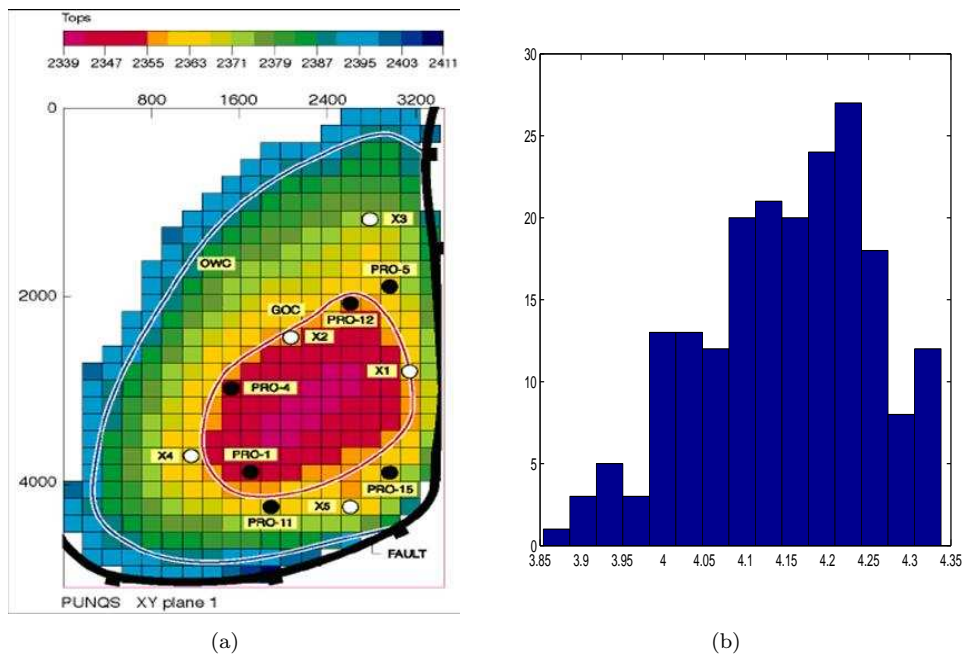 Tops
2339 2347 2355 2363 2371 2379 2387 2395 2403 2411
800 1600 2400 3200
0
X3
OWC
PRO-5
2000
GOC
PRO-12
X2
X1
PRO-4
X4
PRO-1
4000
PRO-15
X5
PRO-11
FAULT
PUNQS XY plane 1
(a)
30
25
20
15
10
5
0
3.85 3.9 3.95 4 4.05 4.1 4.15 4.2 4.25 4.3 4.35
(b)